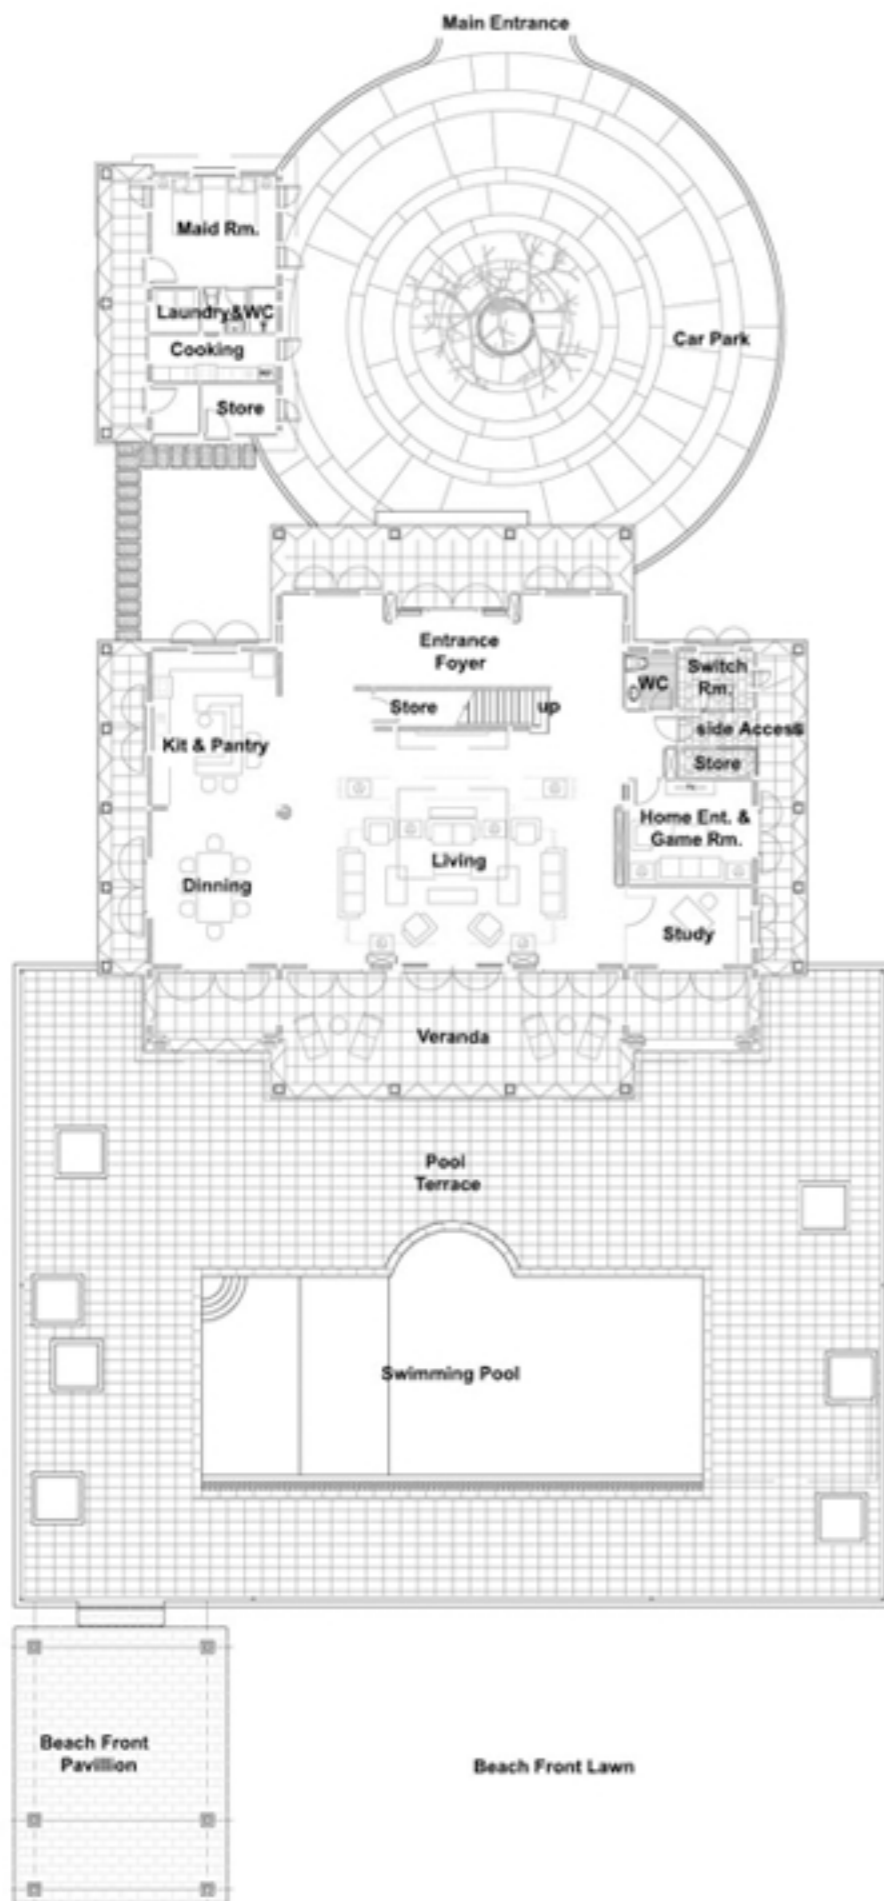 Main Entrance
Maid Rm.
Laundry&WC
Cooking
Store
Car Park
Entrance
Foyer
Store
up
WC
Switch
Rm.
side Access
Store
Kit & Pantry
Home Ent. &
Game Rm.
Living
Dinning
Study
Veranda
Pool
Terrace
Swimming Pool
Beach Front
Pavillion
Beach Front Lawn